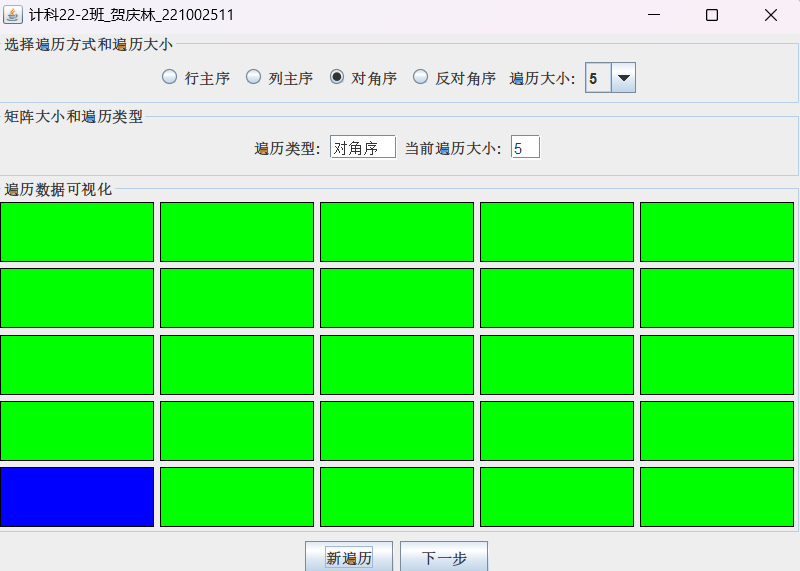 计科22-2班_贺庆林_221002511
选择遍历方式和遍历大小
行主序 列主序 对角序 反对角序 遍历大小: 5
矩阵大小和遍历类型
遍历类型: 对角序 当前遍历大小: 5
遍历数据可视化
新遍历 下一步